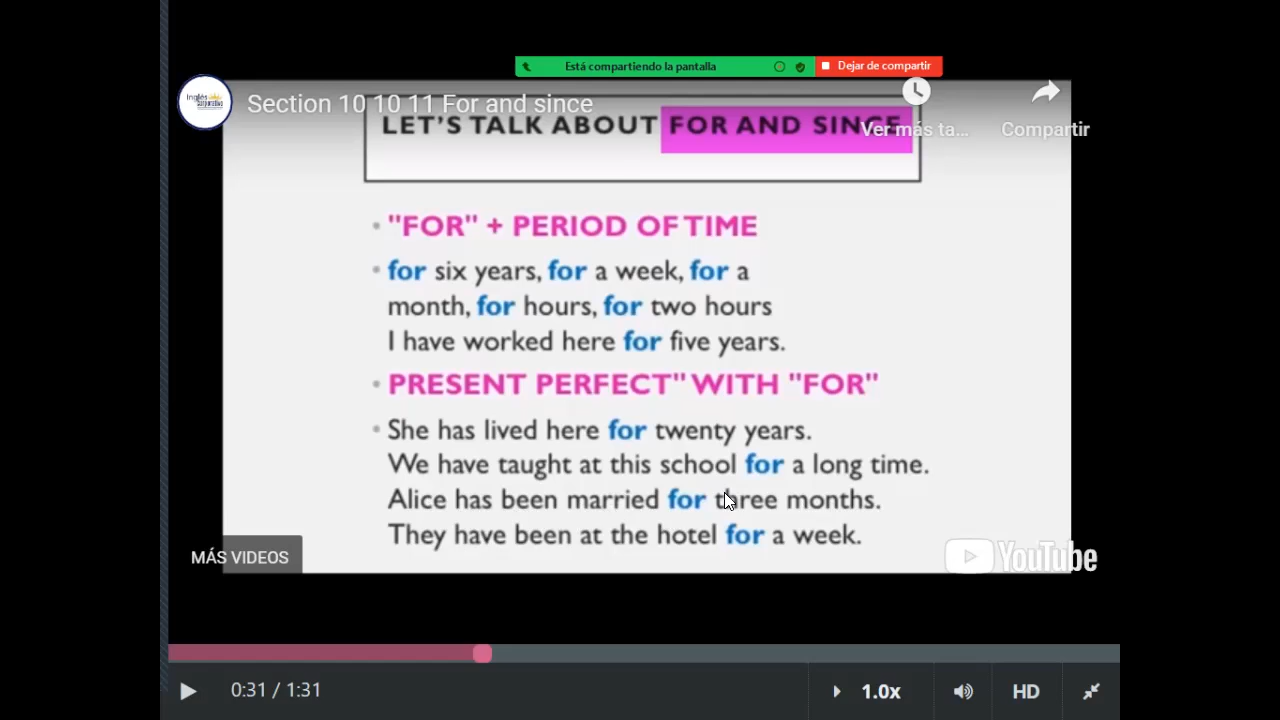 Está compartiendo la pantalla
Dejar de compartir
Inglés
Corporativo
Section 10 10 11 For and since
Ver más ta...
Compartir
LET'S TALK ABOUT FOR AND SINCE
"FOR" + PERIOD OF TIME
for six years, for a week, for a
month, for hours, for two hours
I have worked here for five years.
PRESENT PERFECT" WITH "FOR"
She has lived here for twenty years.
We have taught at this school for a long time.
Alice has been married for three months.
They have been at the hotel for a week.
MÁS VIDEOS
YouTube
0:31 / 1:31
1.0x
HD